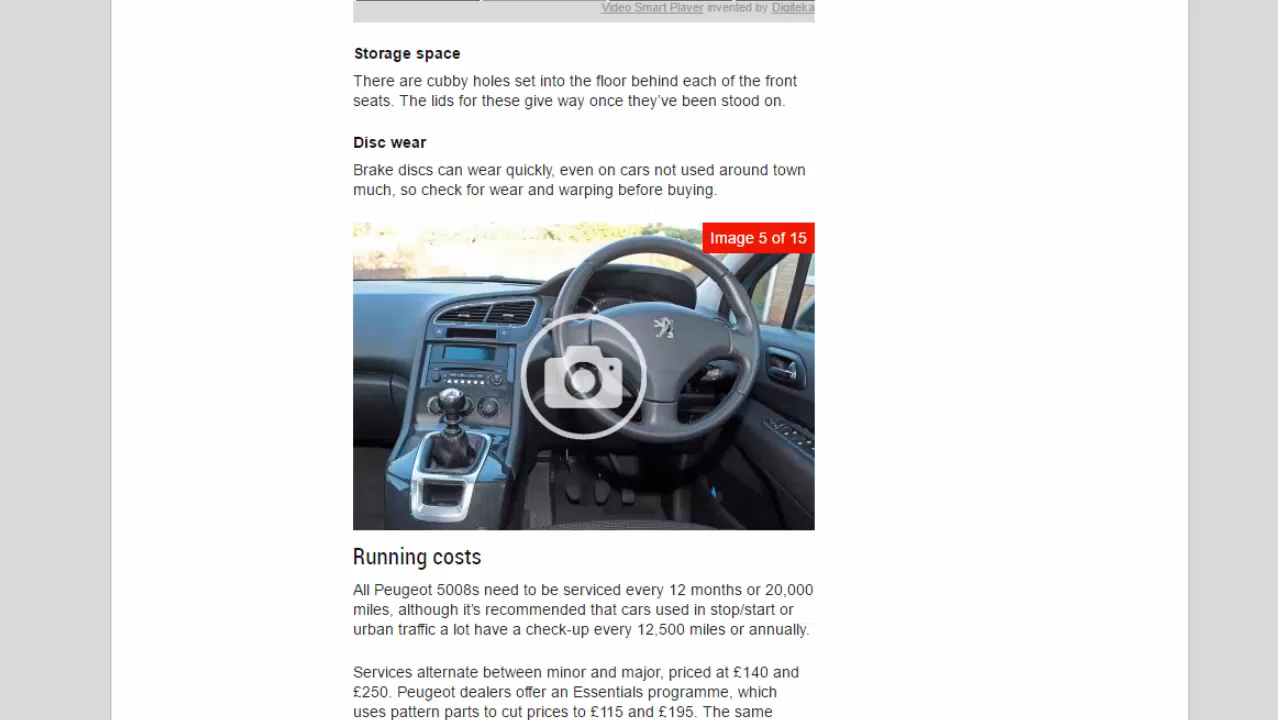 Video Smart Player invented by Digiteka
Storage space
There are cubby holes set into the floor behind each of the front
seats. The lids for these give way once they've been stood on.
Disc wear
Brake discs can wear quickly, even on cars not used around town
much, so check for wear and warping before buying.
Image 5 of 15
Running costs
All Peugeot 5008s need to be serviced every 12 months or 20,000
miles, although it's recommended that cars used in stop/start or
urban traffic a lot have a check-up every 12,500 miles or annually.
Services alternate between minor and major, priced at £140 and
£250. Peugeot dealers offer an Essentials programme, which
uses pattern parts to cut prices to £115 and £195. The same